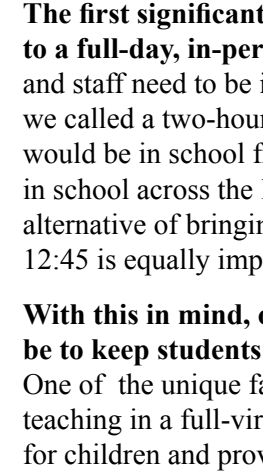 The first significant
to a full-day, in-per
and staff need to be i
we called a two-hour
would be in school f
in school across the
alternative of bringin
12:45 is equally imp
With this in mind, o
be to keep students
One of the unique fa
teaching in a full-vir
for children and prov